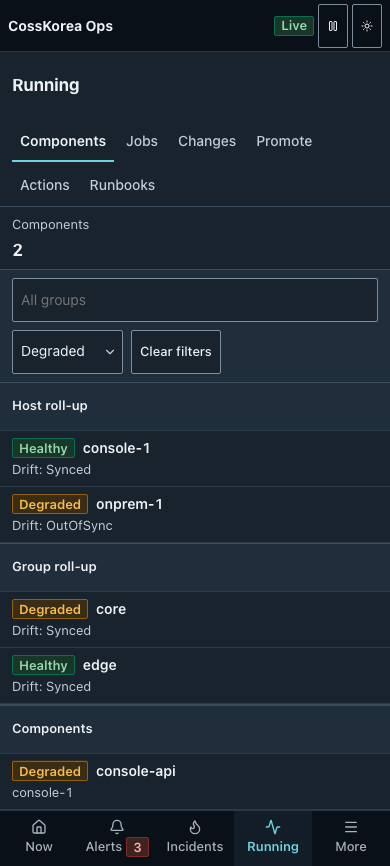 CossKorea Ops
Live
Running
Components Jobs Changes Promote
Actions Runbooks
Components
2
All groups
Degraded Clear filters
Host roll-up
Healthy console-1
Drift: Synced
Degraded onprem-1
Drift: OutOfSync
Group roll-up
Degraded core
Drift: Synced
Healthy edge
Drift: Synced
Components
Degraded console-api
console-1
Now Alerts 3 Incidents Running More